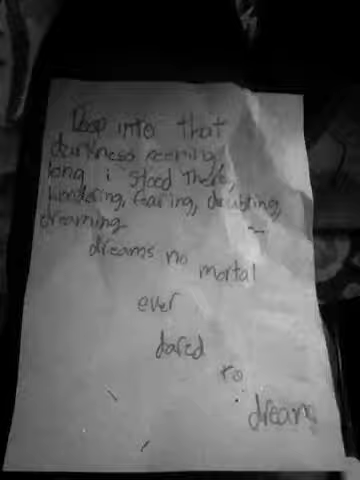 Deep into that
darkness peering,
long i stood There,
wondering, fearing, doubting,
dreaming
dreams no
mortal
ever
dared
to
dream